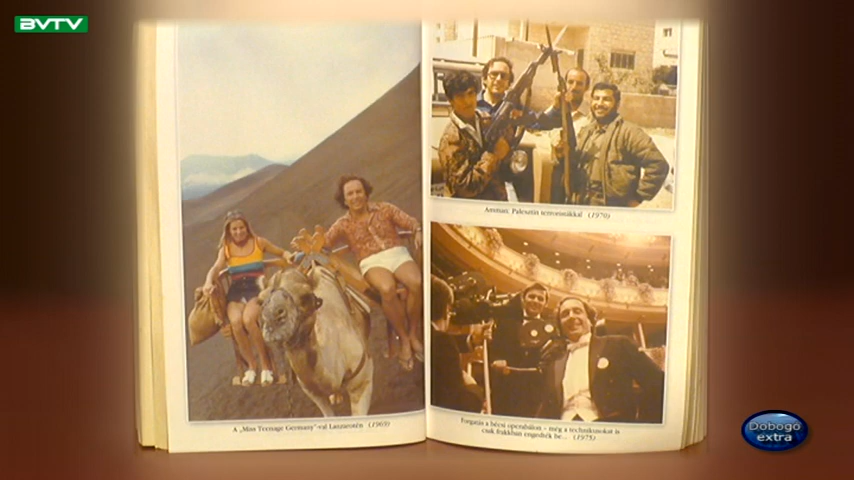 BVTV
Amman: Palesztin terroristákkal (1970)
A „Miss Teenage Germany"-val Lanzarotén (1969)
Forgatás a bécsi operabálon – még a technikusokat is
csak frakkban engedték be... (1975)
Dobogó
extra